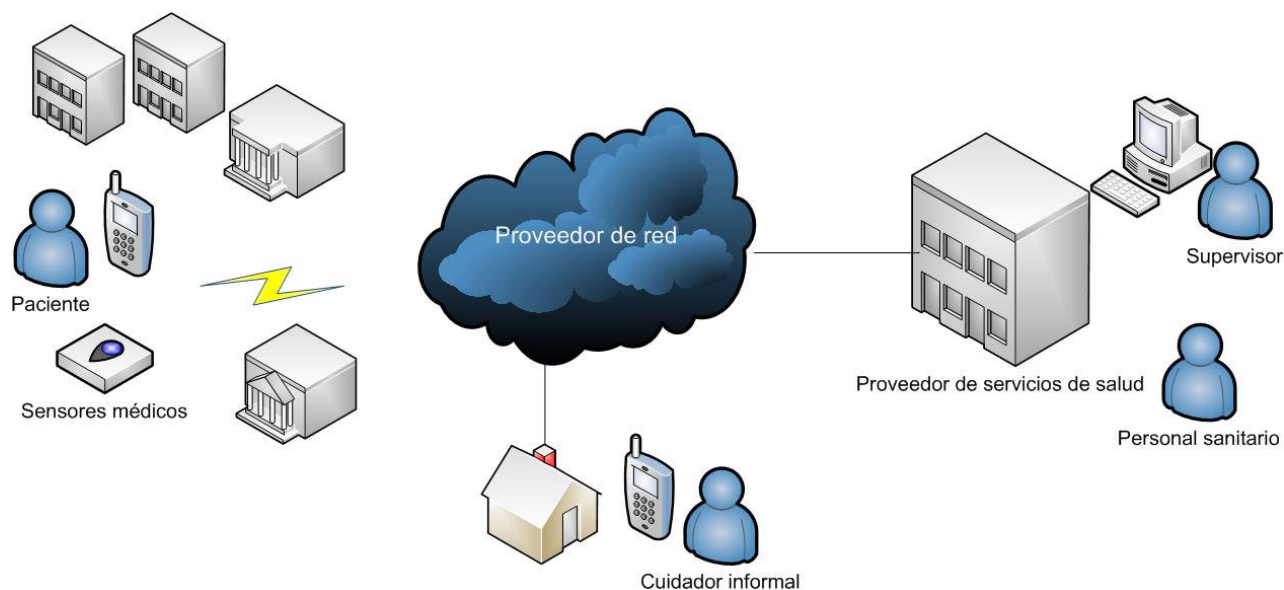 Proveedor de red
Supervisor
Paciente
Proveedor de servicios de salud
Sensores médicos
Personal sanitario
Cuidador informal